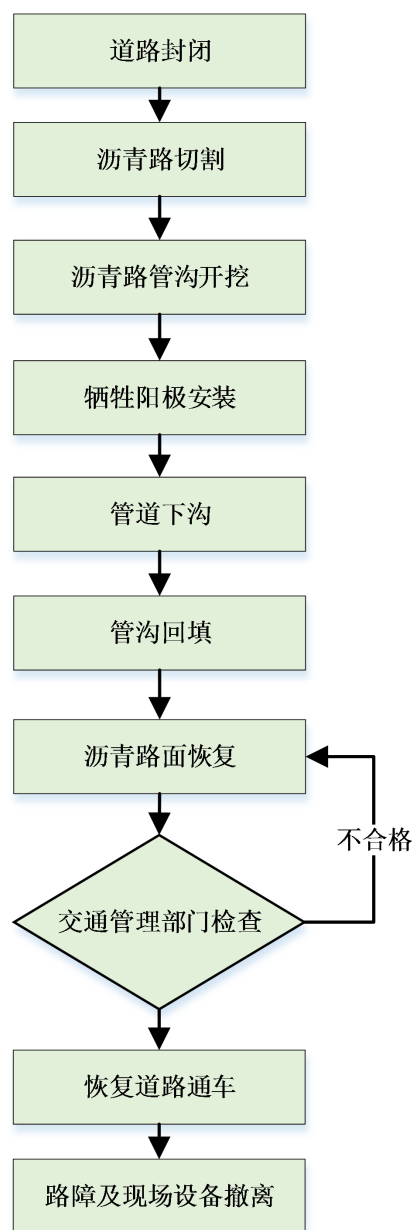 道路封闭
沥青路切割
沥青路管沟开挖
牺牲阳极安装
管道下沟
管沟回填
沥青路面恢复
不合格
交通管理部门检查
恢复道路通车
路障及现场设备撤离